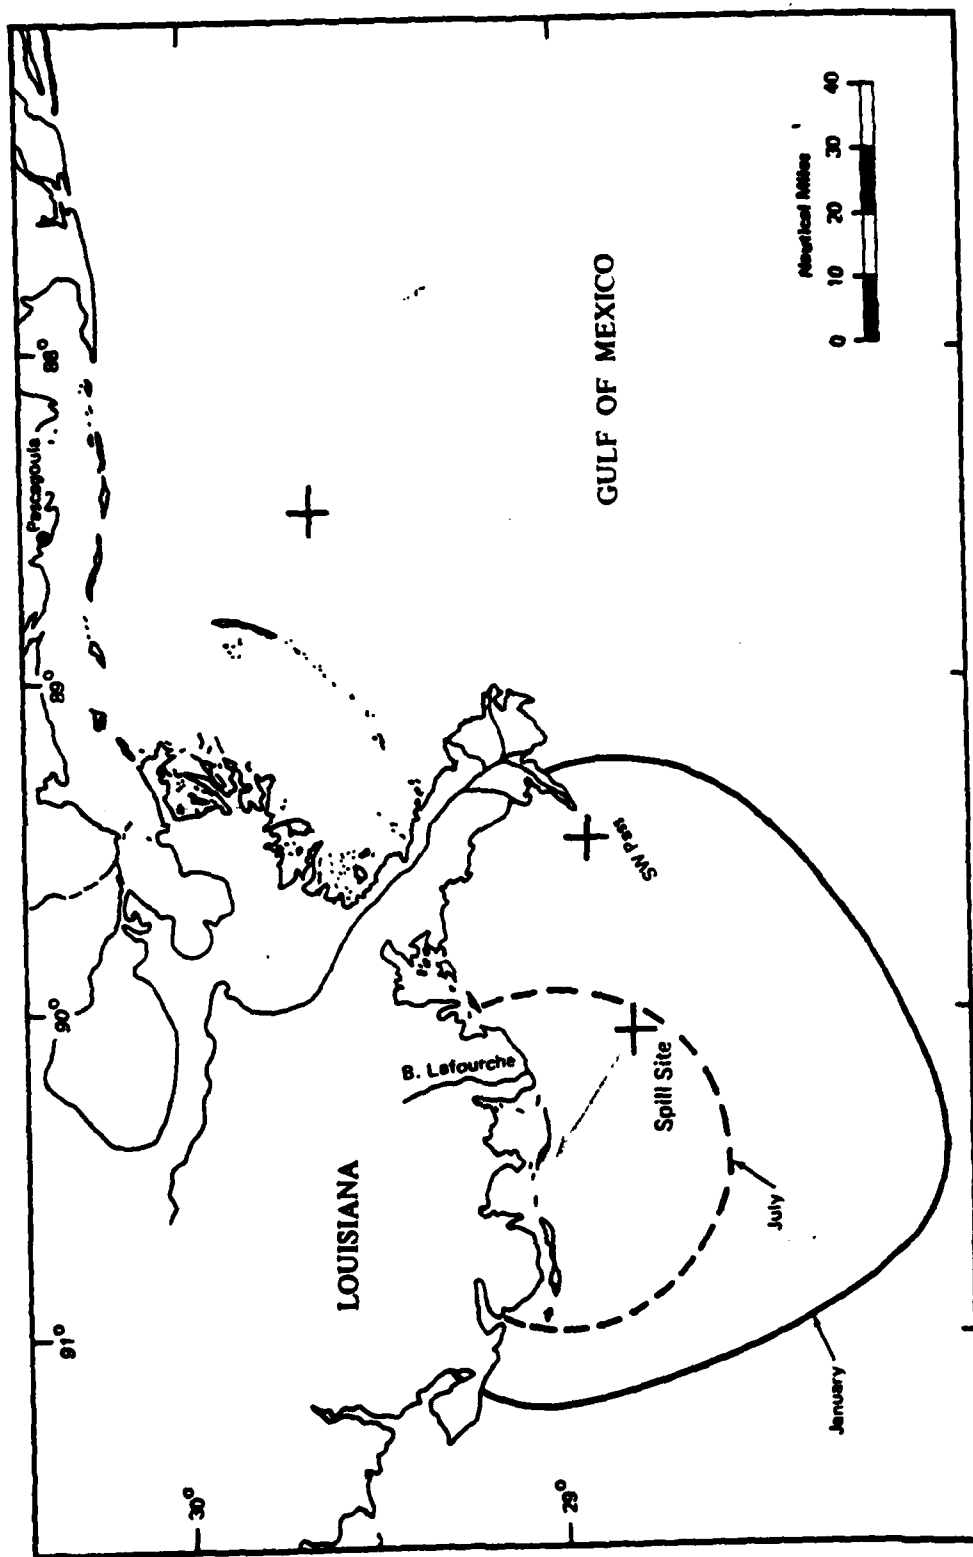 Pascagoula
88°
89°
90°
91°
30°
29°
LOUISIANA
B. Lafourche
GULF OF MEXICO
SW Pass
Spill Site
July
January
Nautical Miles
0 10 20 30 40